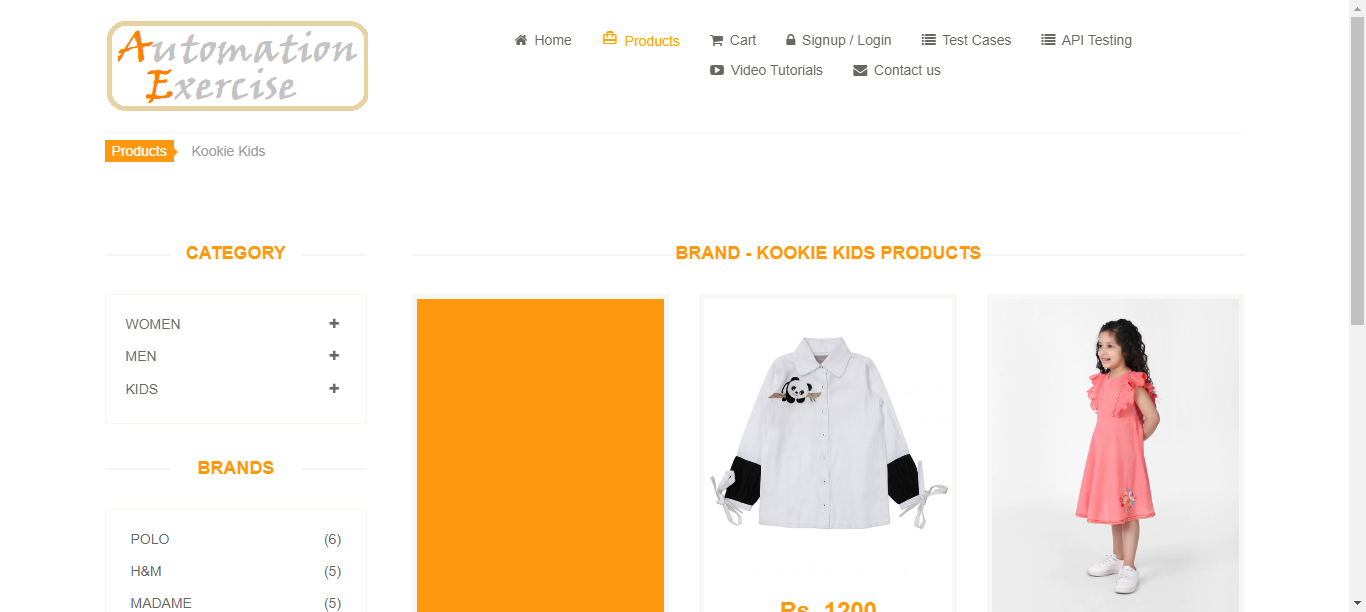 Automation
Exercise
Home
Products
Cart
Signup / Login
Test Cases
API Testing
Video Tutorials
Contact us
Products
Kookie Kids
CATEGORY
WOMEN
MEN
KIDS
BRANDS
POLO (6)
H&M (5)
MADAME (5)
BRAND - KOOKIE KIDS PRODUCTS
Rs. 1200